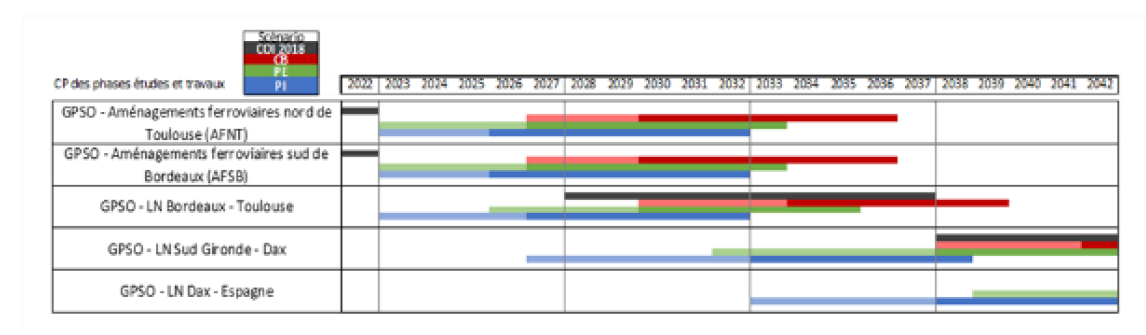 Scénario
CDI 2018
CB
PE
PI
CP des phases études et travaux
2022 2023 2024 2025 2026 2027 2028 2029 2030 2031 2032 2033 2034 2035 2036 2037 2038 2039 2040 2041 2042
GPSO - Aménagements ferroviaires nord de
Toulouse (AFNT)
GPSO - Aménagements ferroviaires sud de
Bordeaux (AFSB)
GPSO - LN Bordeaux - Toulouse
GPSO - LN Sud Gironde - Dax
GPSO - LN Dax - Espagne